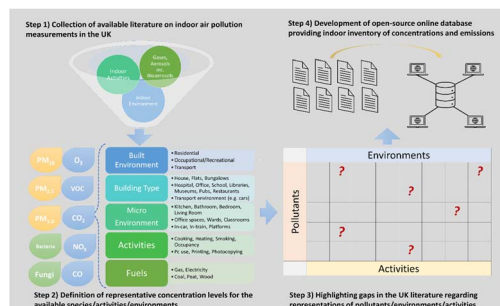 Step 1) Collection of available literature on indoor air pollution
measurements in the UK
Gases,
Aerosols
inc.
Bioaerosols
Indoor
Activities
Indoor
Environment
PM10
O3
PM2.5
VOC
CO2
Bacteria
NOx
Fungi
CO
Built
Environment
• Residential
• Occupational/Recreational
• Transport
Building Type
• House, Flats, Bungalows
• Hospital, Office, School, Libraries,
Museums, Pubs, Restaurants
• Transport environment (e.g. cars)
Micro
Environment
• Kitchen, Bathroom, Bedroom,
Living Room
• Office spaces, Wards, Classrooms
• In-car, In-train, Platforms
Activities
• Cooking, Heating, Smoking,
Occupancy
• Pc use, Printing, Photocopying
Fuels
• Gas, Electricity
• Coal, Peat, Wood
Step 2) Definition of representative concentration levels for the
available species/activities/environments
Step 4) Development of open-source online database
providing indoor inventory of concentrations and emissions
Environments
Pollutants
?
?
?
?
?
Activities
Step 3) Highlighting gaps in the UK literature regarding
representations of pollutants/environments/activities